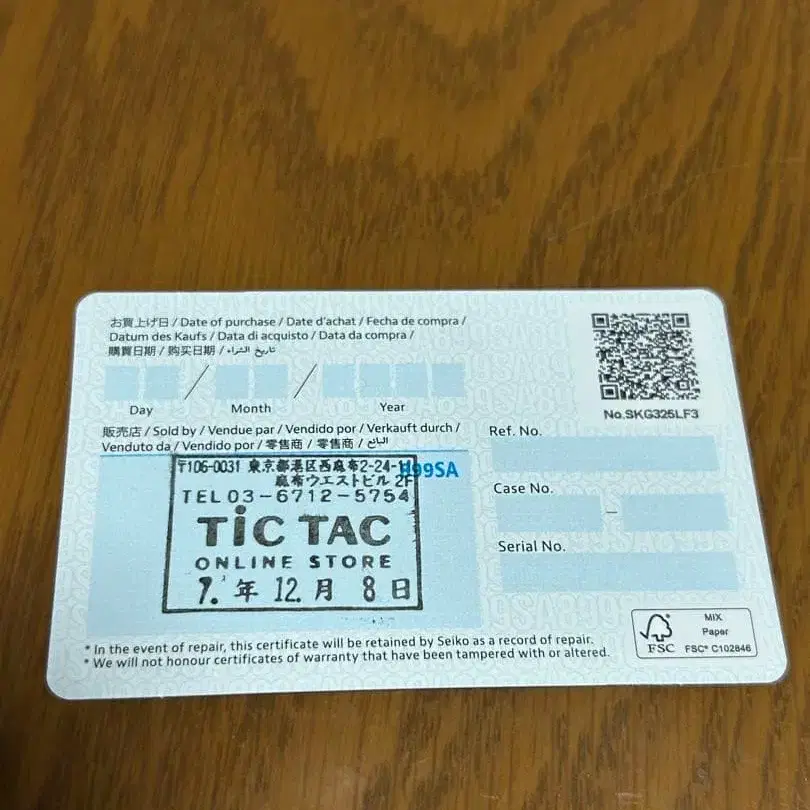 お買上げ日 / Date of purchase / Date d'achat / Fecha de compra /
Datum des Kaufs / Data di acquisto / Data da compra /
購買日期 / 购买日期 / تاريخ الشراء
Day / Month / Year
No.SKG325LF3
販売店 / Sold by / Vendue par / Vendido por / Verkauft durch /
Venduto da / Vendido por / 零售商 / 零售商 / البائع
899SA
〒106-0031 東京都港区西麻布2-24-
麻布ウエストビル 2F
TEL 03-6712-5754
TiC TAC
ONLINE STORE
7. 年 12. 月 8 日
Ref. No.
Case No.
–
Serial No.
* In the event of repair, this certificate will be retained by Seiko as a record of repair.
* We will not honour certificates of warranty that have been tampered with or altered.
FSC
MIX
Paper
FSC® C102846